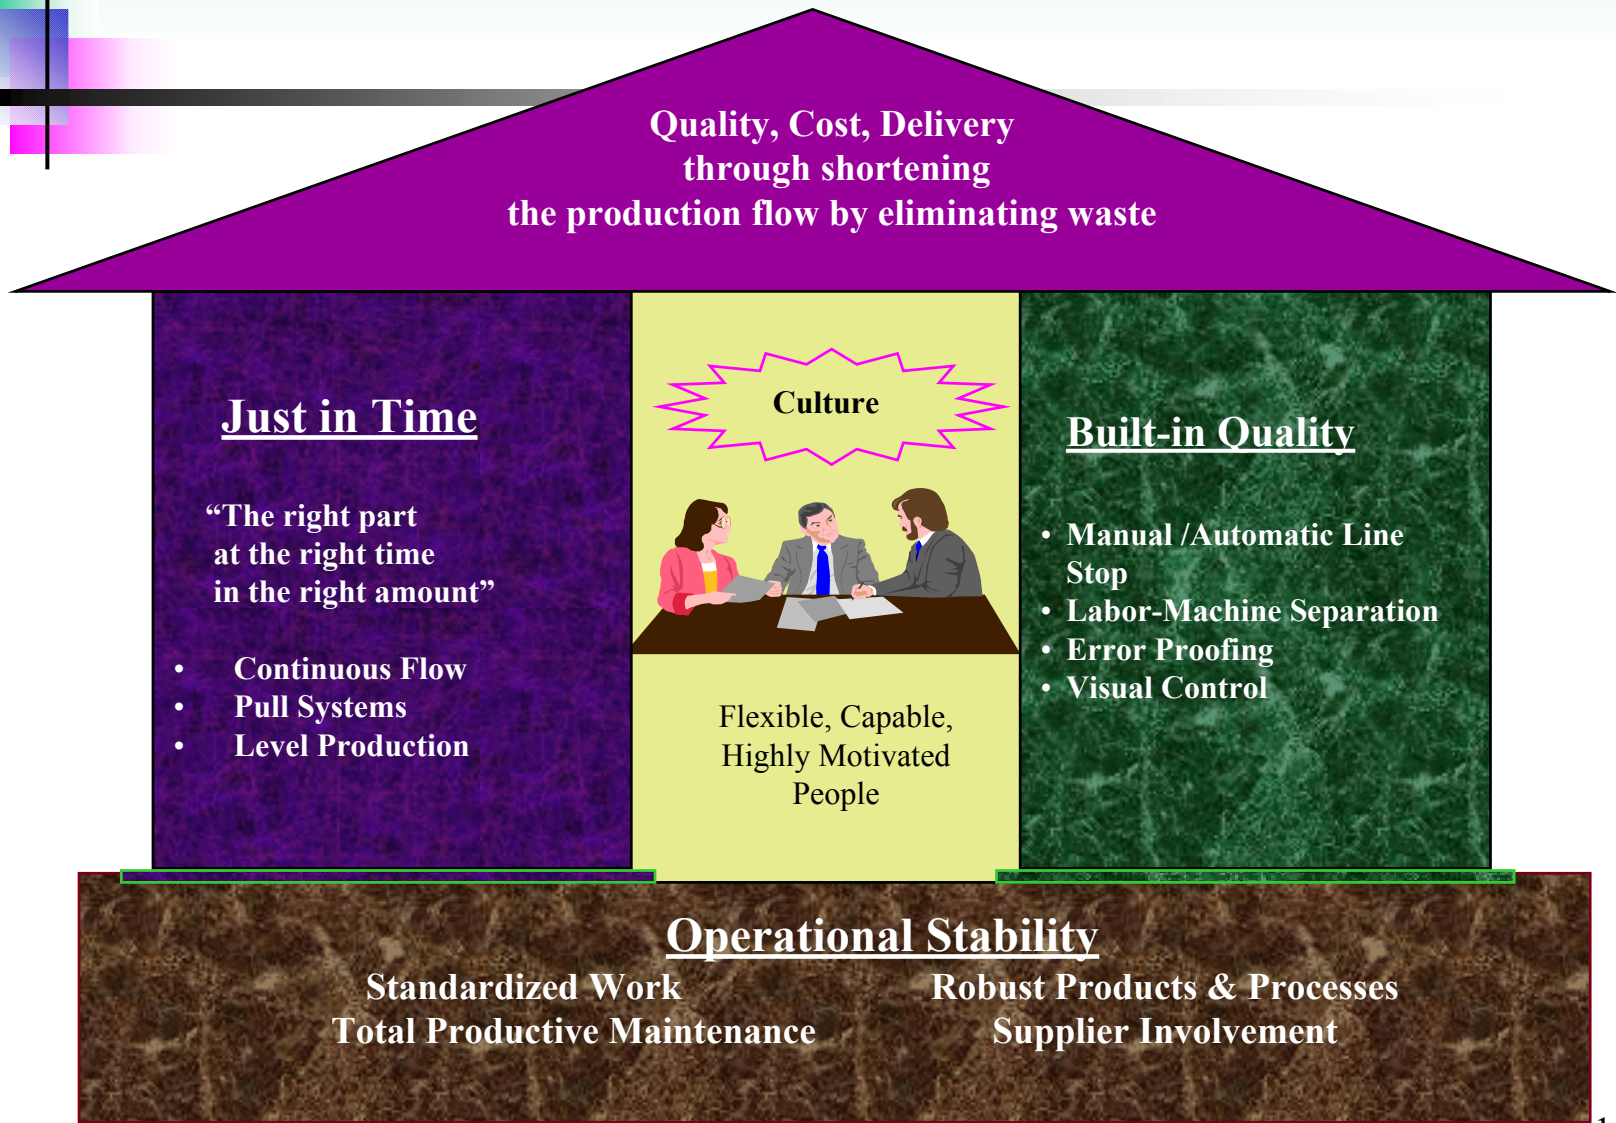 Quality, Cost, Delivery
through shortening
the production flow by eliminating waste
Just in Time
“The right part
at the right time
in the right amount”
• Continuous Flow
• Pull Systems
• Level Production
Culture
Flexible, Capable,
Highly Motivated
People
Built-in Quality
• Manual /Automatic Line
Stop
• Labor-Machine Separation
• Error Proofing
• Visual Control
Operational Stability
Standardized Work
Total Productive Maintenance
Robust Products & Processes
Supplier Involvement